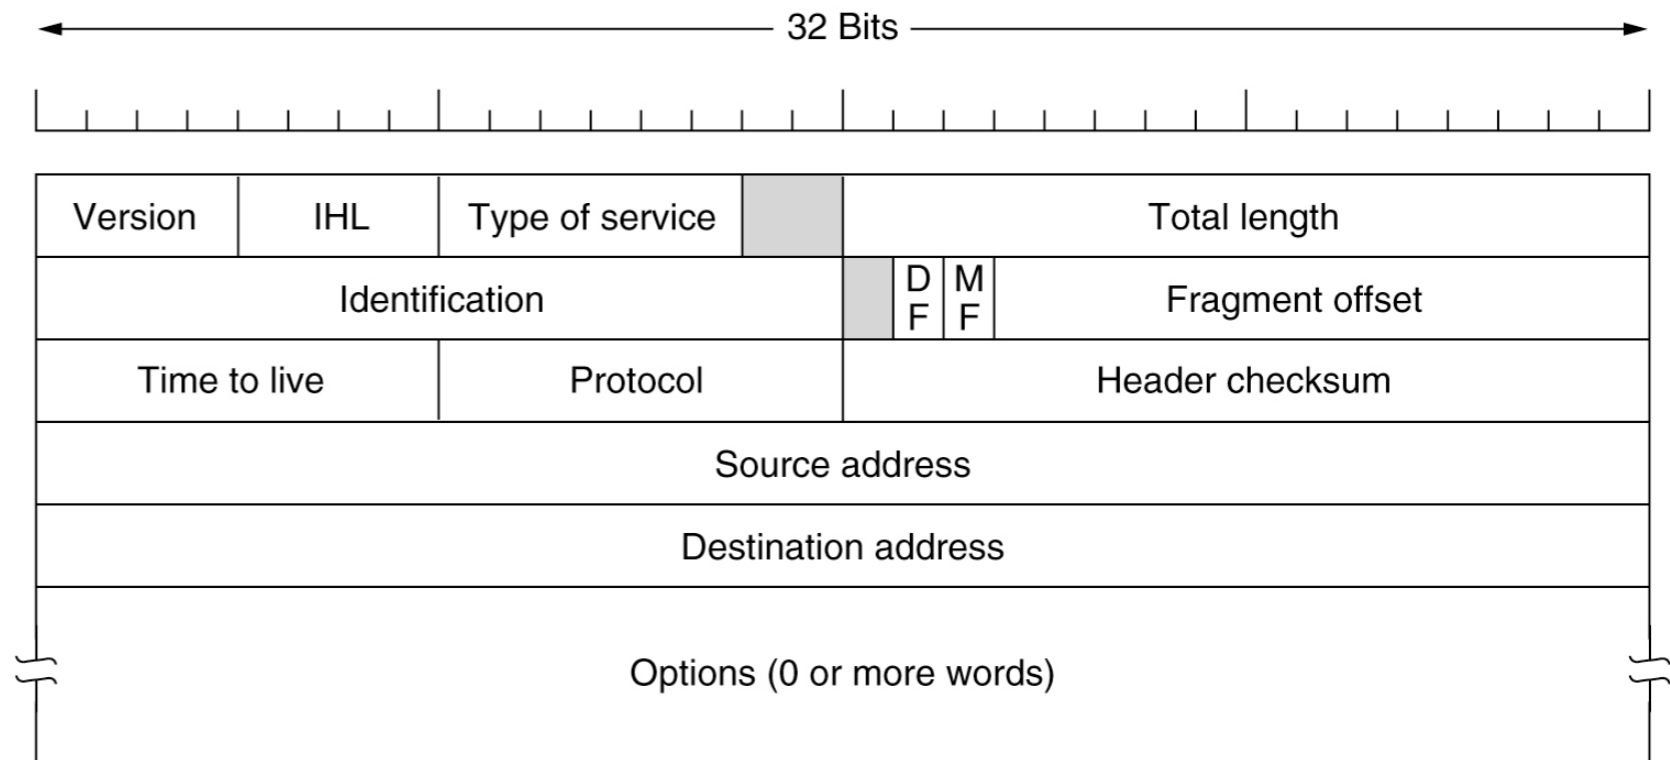 32 Bits
Version IHL Type of service Total length
Identification D F M F Fragment offset
Time to live Protocol Header checksum
Source address
Destination address
Options (0 or more words)